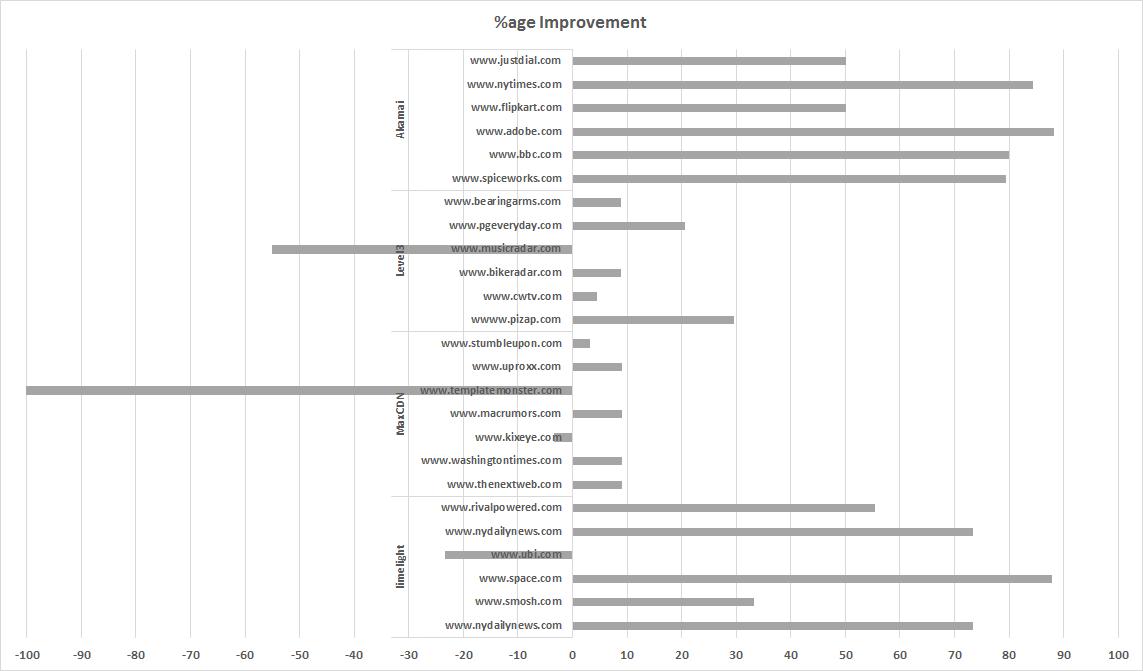 %age Improvement
Akamai
www.justdial.com
www.nytimes.com
www.flipkart.com
www.adobe.com
www.bbc.com
www.spiceworks.com
Level3
www.bearingarms.com
www.pgeveryday.com
www.musicradar.com
www.bikeradar.com
www.cwtv.com
wwww.pizap.com
MaxCDN
www.stumbleupon.com
www.uproxx.com
www.templatemonster.com
www.macrumors.com
www.kixeye.com
www.washingtontimes.com
www.thenextweb.com
limelight
www.rivalpowered.com
www.nydailynews.com
www.ubi.com
www.space.com
www.smosh.com
www.nydailynews.com
-100 -90 -80 -70 -60 -50 -40 -30 -20 -10 0 10 20 30 40 50 60 70 80 90 100